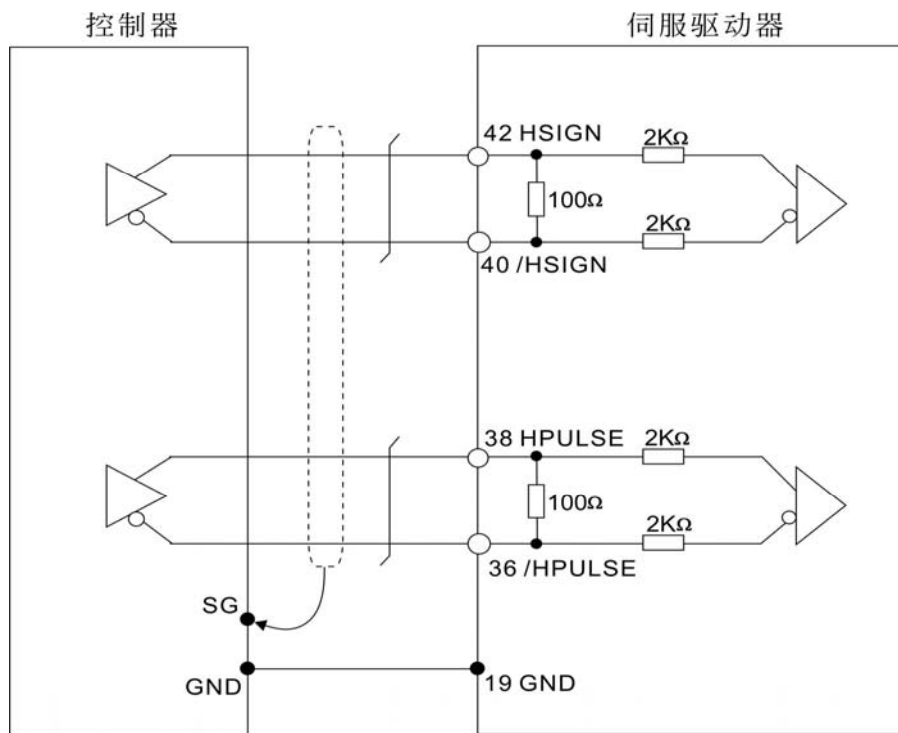 控制器
伺服驱动器
42 HSIGN
2KΩ
100Ω
2KΩ
40 /HSIGN
38 HPULSE
2KΩ
100Ω
2KΩ
36 /HPULSE
SG
GND
19 GND